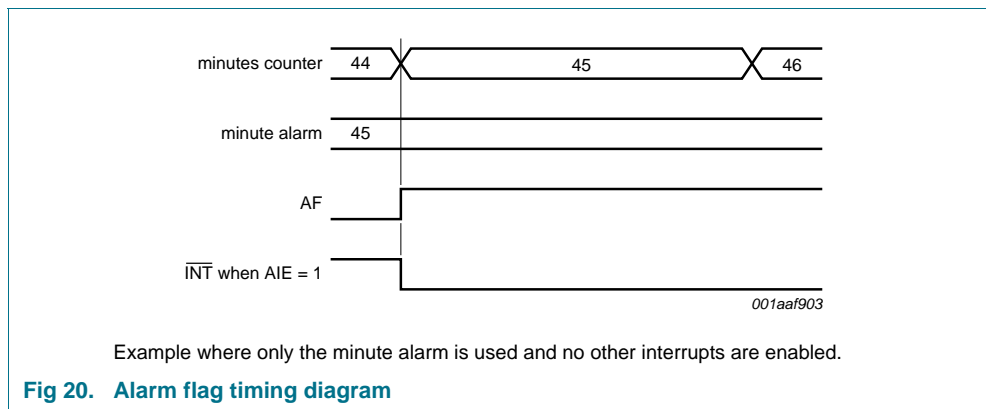 minutes counter 44 45 46
minute alarm 45
AF
INT when AIE = 1
001aaf903
Example where only the minute alarm is used and no other interrupts are enabled.
Fig 20. Alarm flag timing diagram